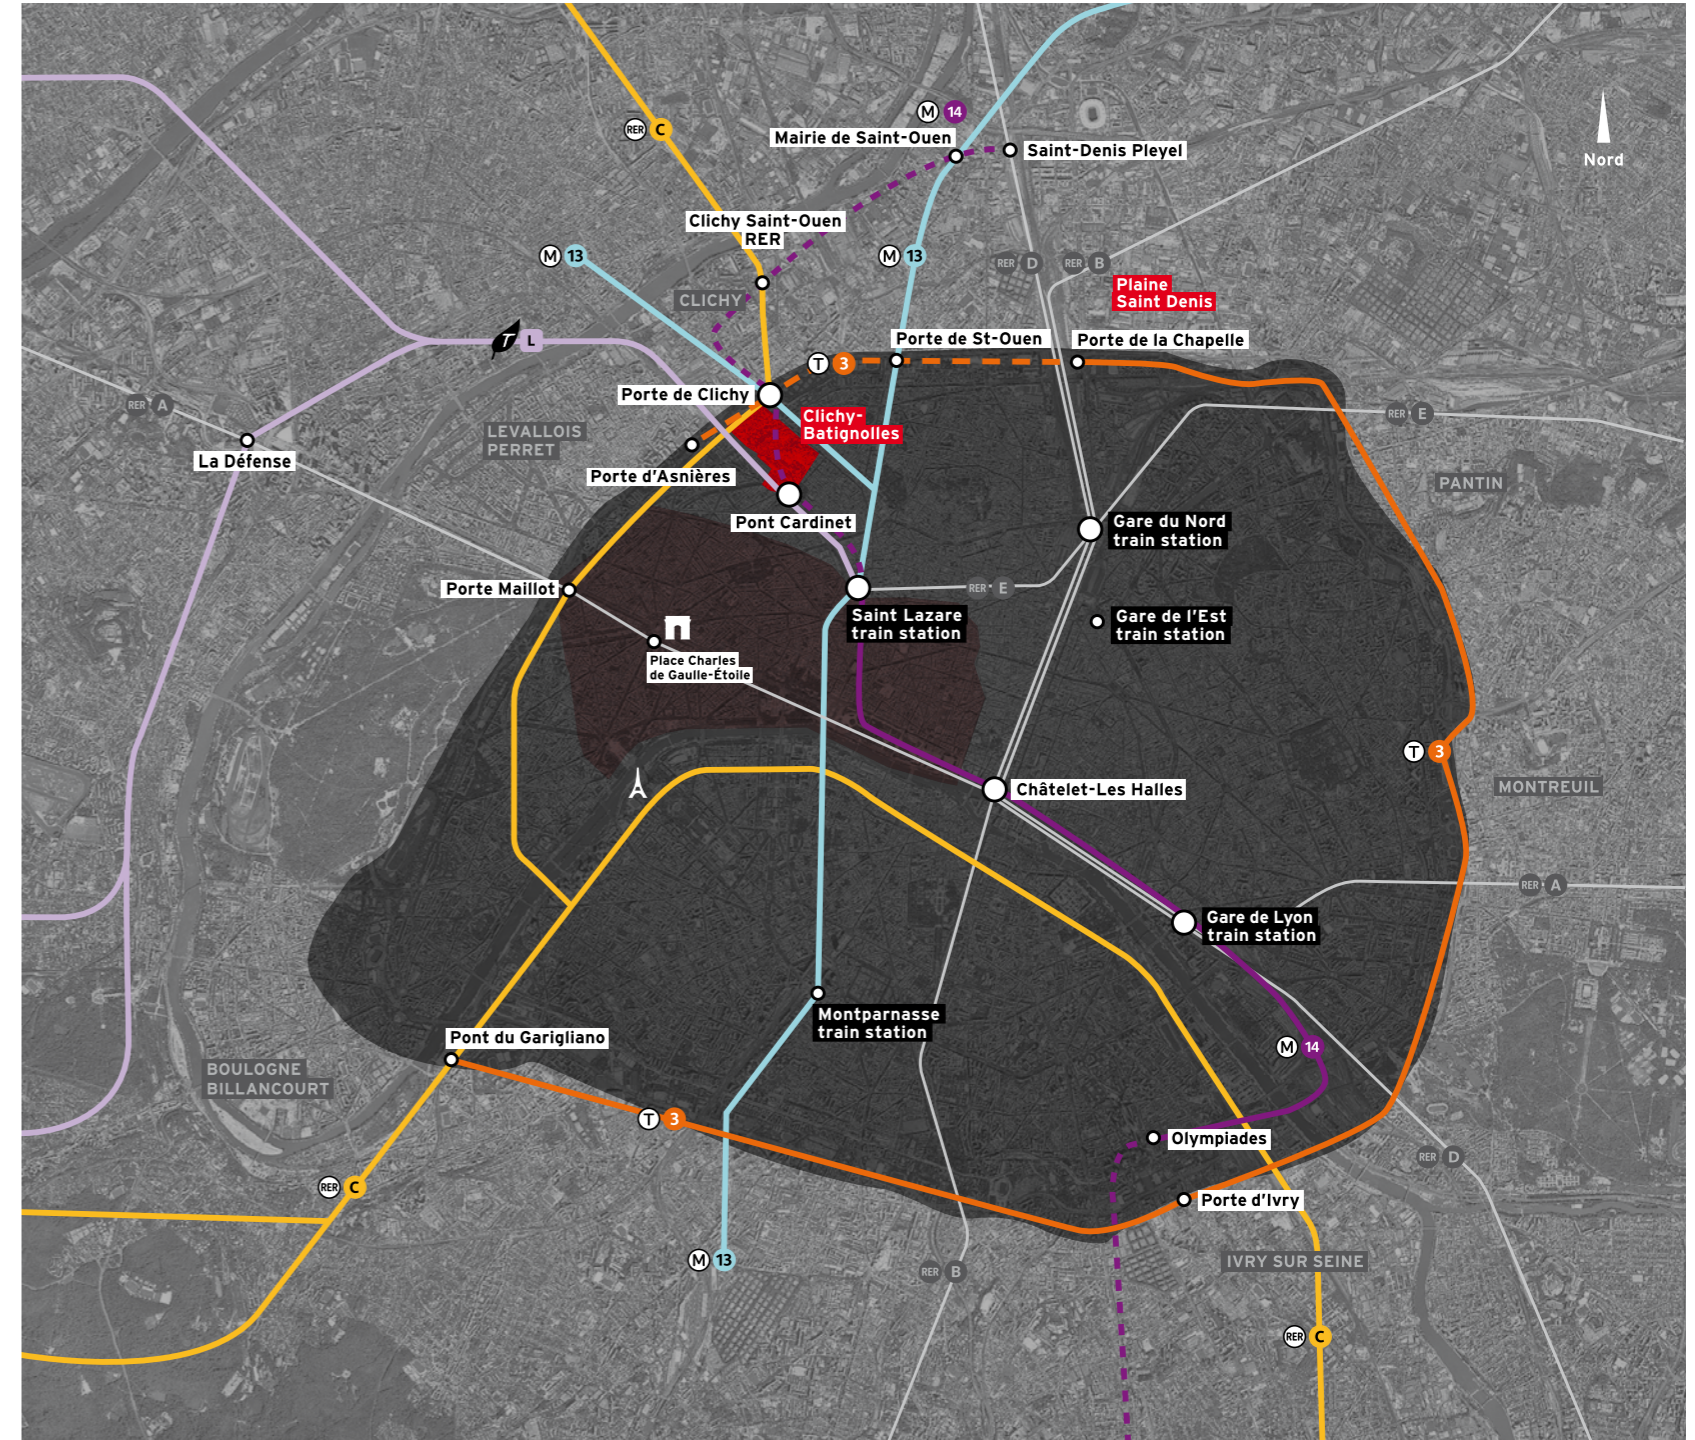 M 14
Mairie de Saint-Ouen
RER C
Saint-Denis Pleyel
Nord
Clichy Saint-Ouen
RER
M 13
M 13
RER D
RER B
Plaine
Saint Denis
CLICHY
T L
T 3
Porte de St-Ouen
Porte de la Chapelle
Porte de Clichy
RER A
Clichy-
Batignolles
RER E
LEVALLOIS
PERRET
La Défense
Porte d'Asnières
PANTIN
Pont Cardinet
Gare du Nord
train station
Porte Maillot
RER E
Saint Lazare
train station
Gare de l'Est
train station
Place Charles
de Gaulle-Étoile
T 3
Châtelet-Les Halles
MONTREUIL
RER A
Gare de Lyon
train station
Montparnasse
train station
Pont du Garigliano
M 14
BOULOGNE
BILLANCOURT
T 3
Olympiades
RER D
RER C
Porte d'Ivry
M 13
RER B
IVRY SUR SEINE
RER C